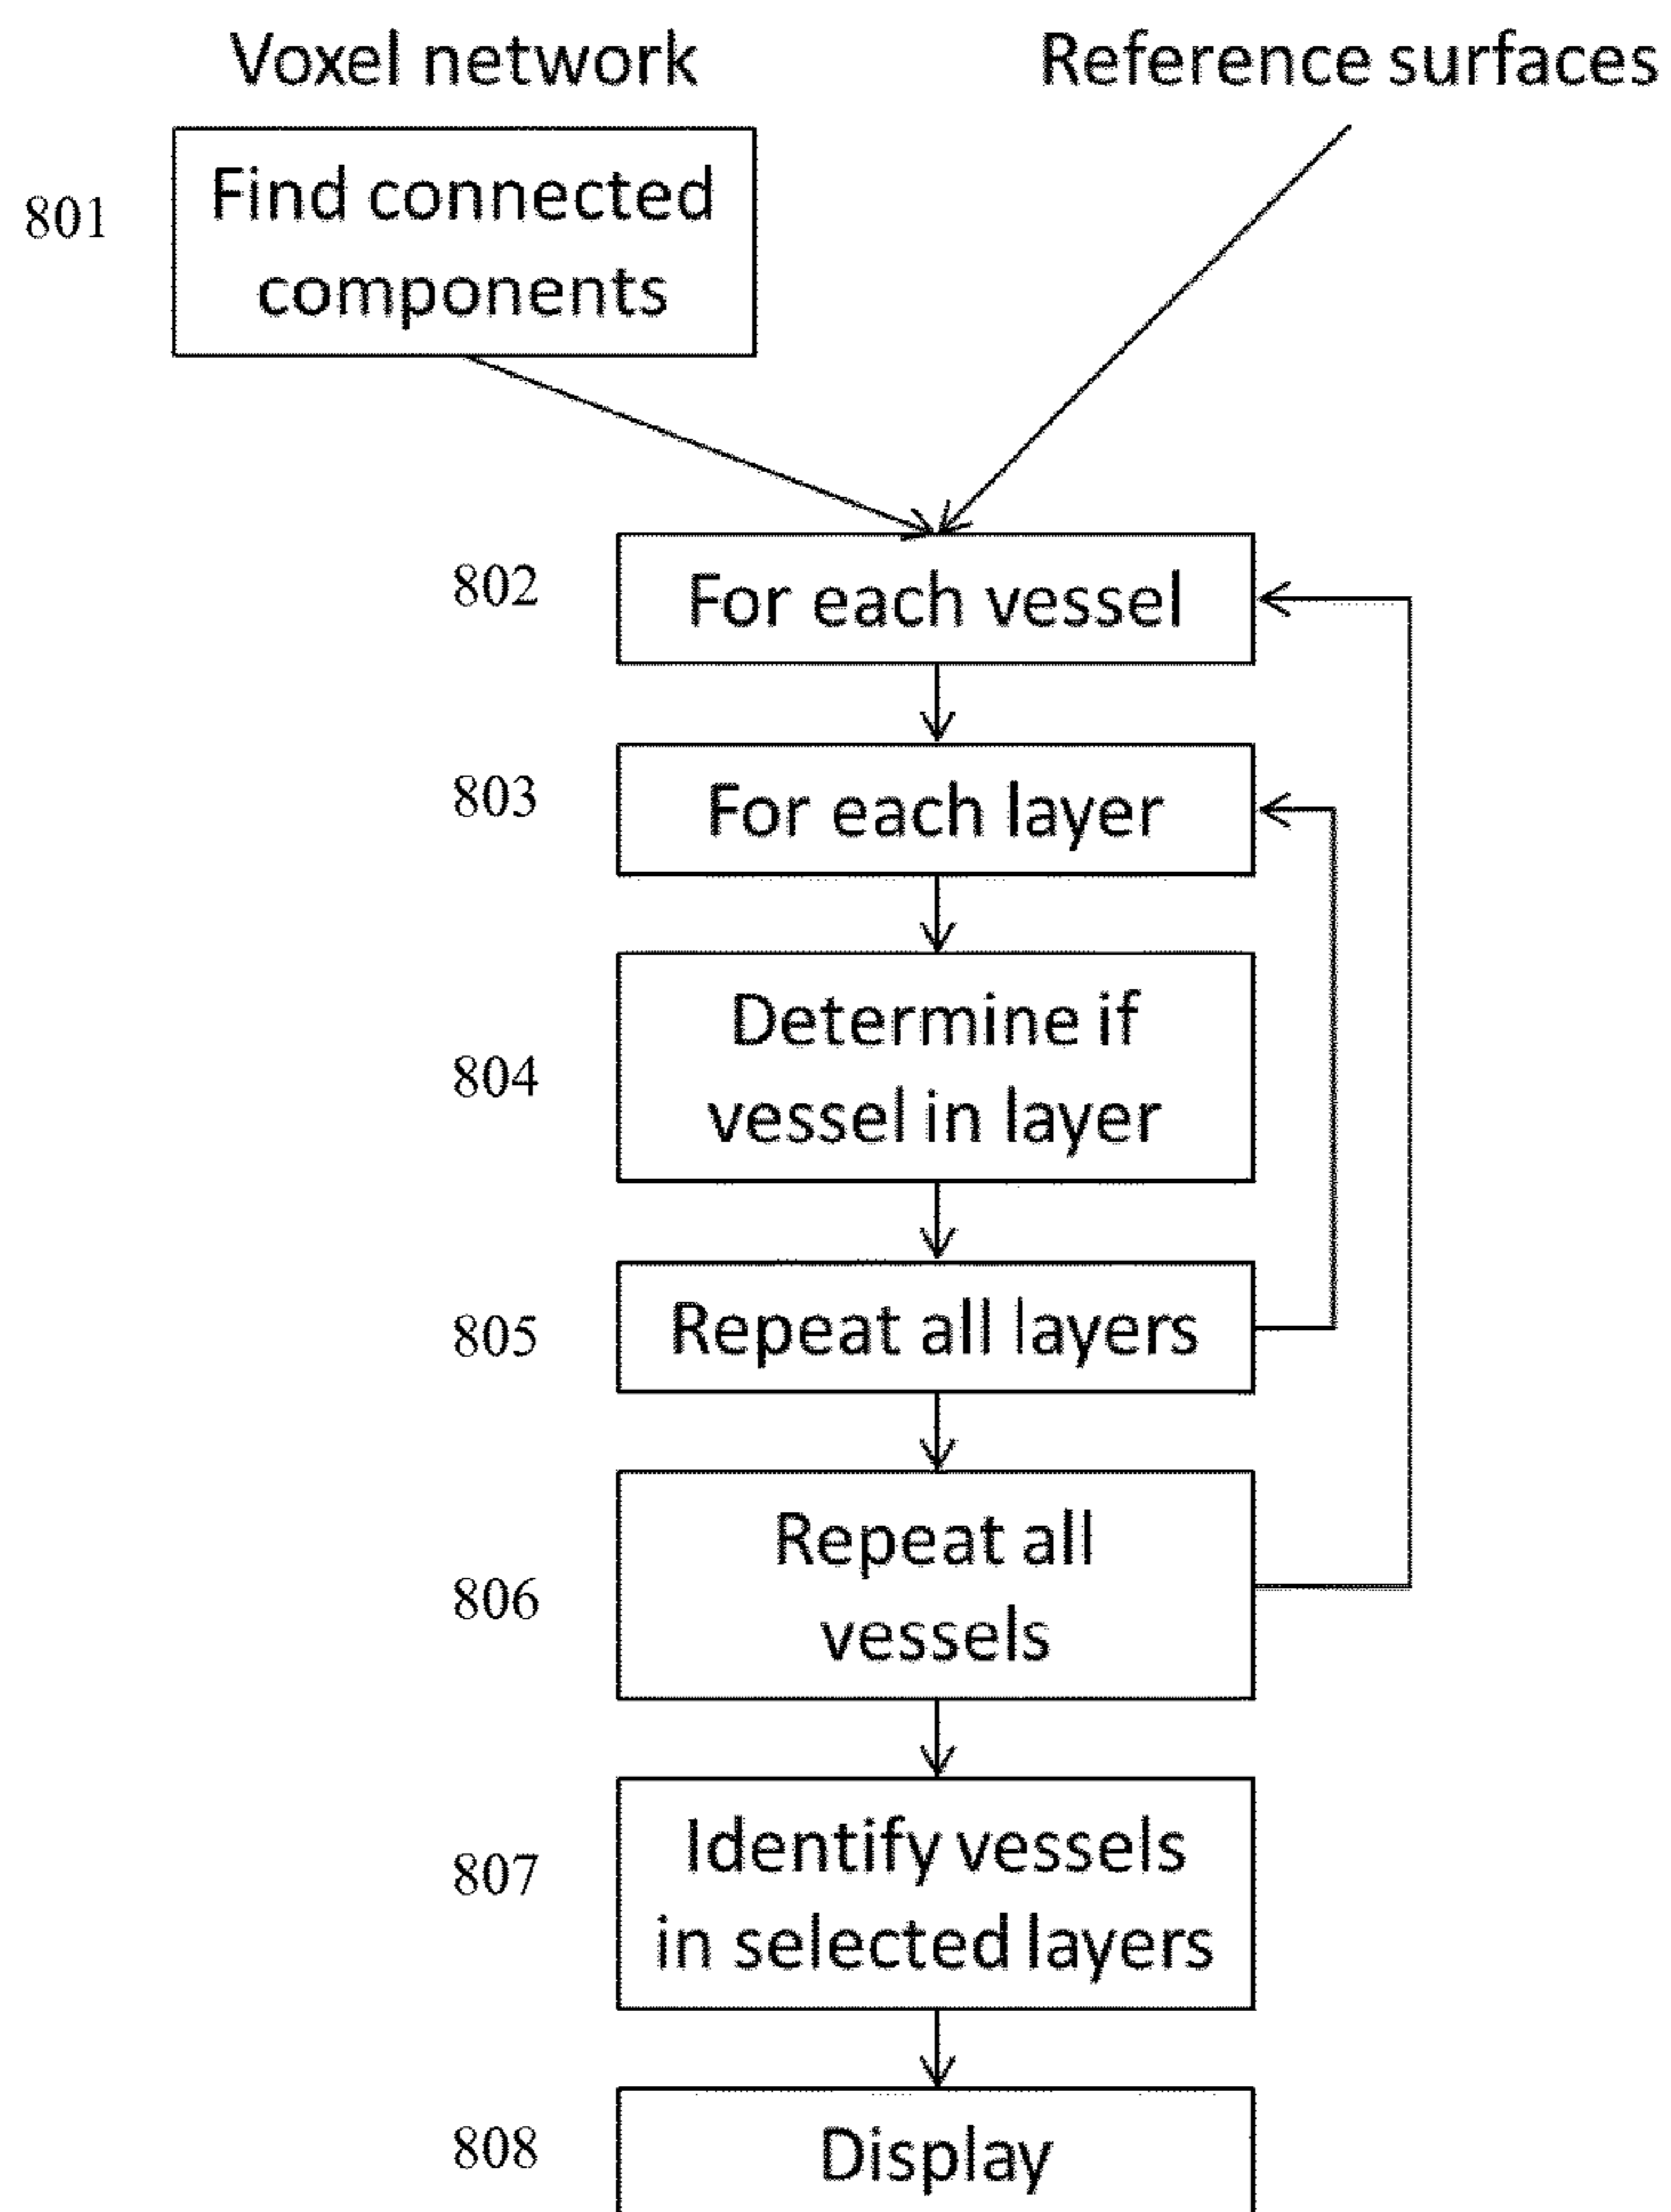 Voxel network
Reference surfaces
801
Find connected
components
802
For each vessel
803
For each layer
804
Determine if
vessel in layer
805
Repeat all layers
806
Repeat all
vessels
807
Identify vessels
in selected layers
808
Display